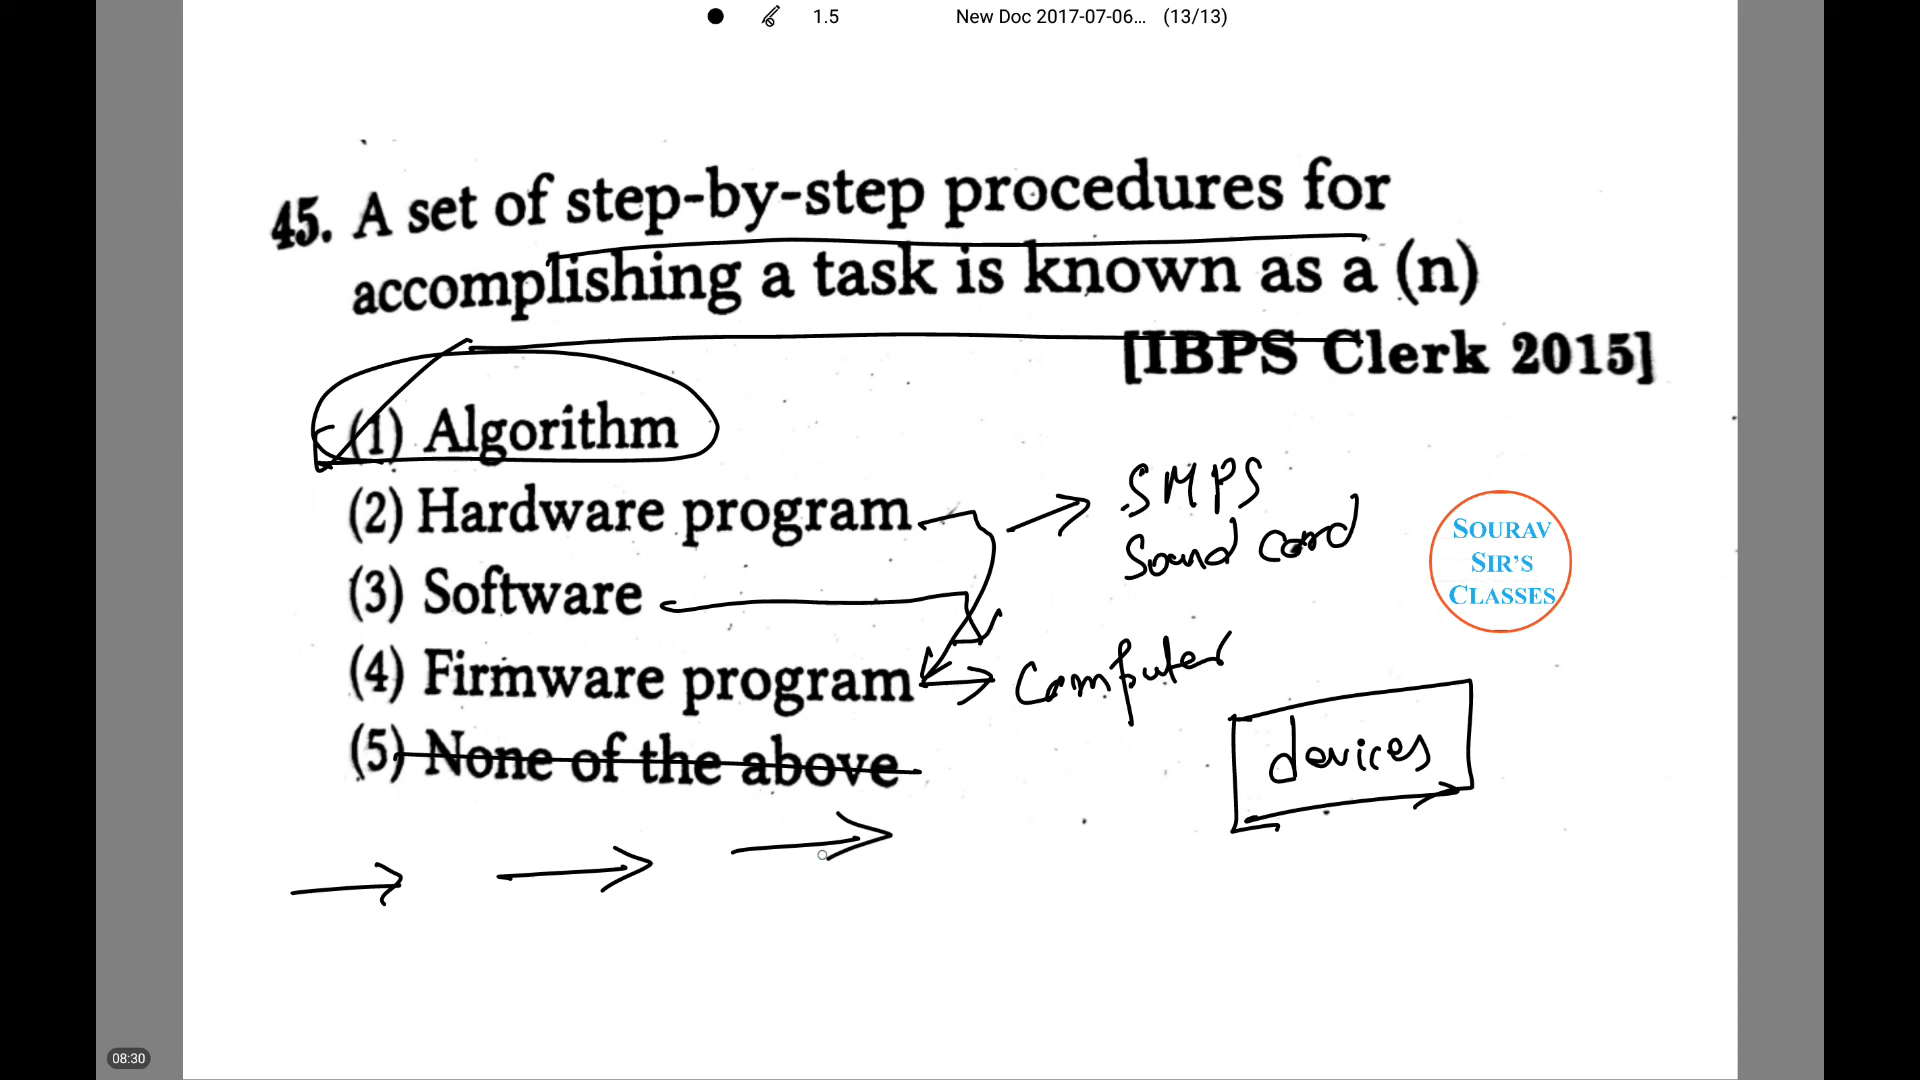 1.5 New Doc 2017-07-06... (13/13)
45. A set of step-by-step procedures for
accomplishing a task is known as a (n)
[IBPS Clerk 2015]
(1) Algorithm
(2) Hardware program
SMPS
Sound card
(3) Software
(4) Firmware program
Computer
(5) None of the above
devices
SOURAV
SIR'S
CLASSES
08:30